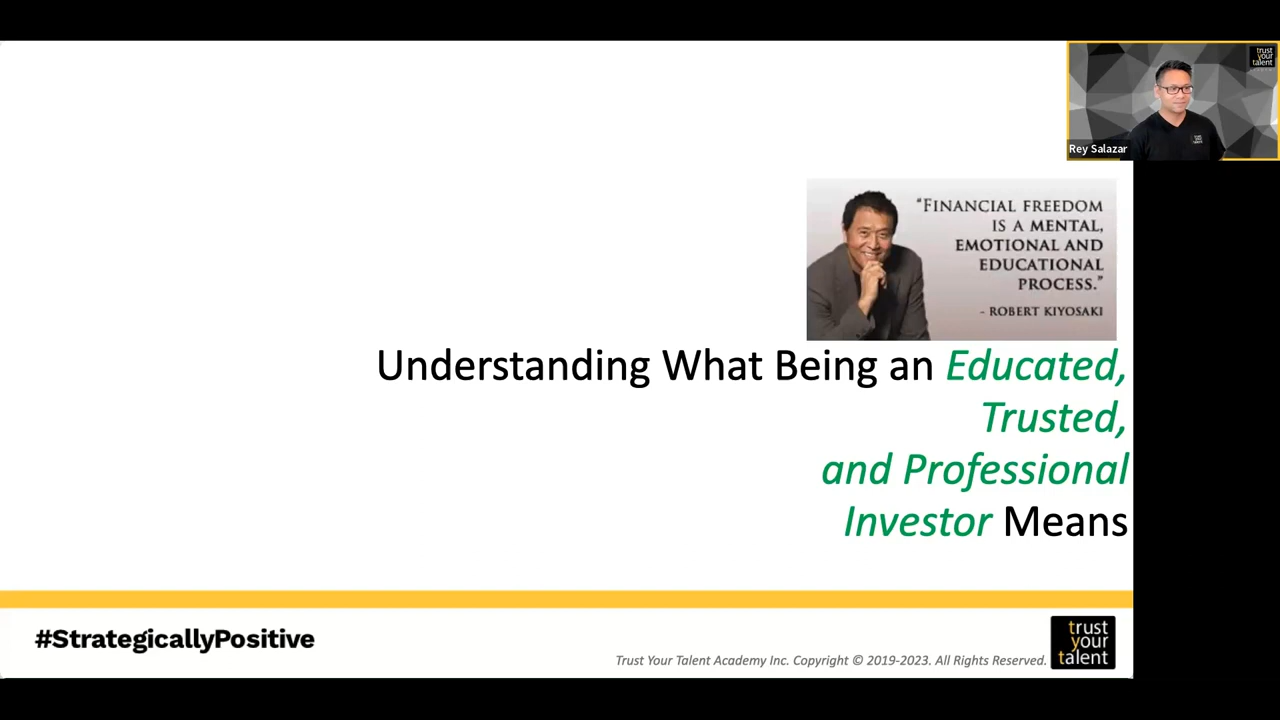 trust
your
talent
Rey Salazar
“FINANCIAL FREEDOM
IS A MENTAL,
EMOTIONAL AND
EDUCATIONAL
PROCESS.”
- ROBERT KIYOSAKI
Understanding What Being an Educated,
Trusted,
and Professional
Investor Means
#StrategicallyPositive
Trust Your Talent Academy Inc. Copyright © 2019-2023. All Rights Reserved.
trust
your
talent